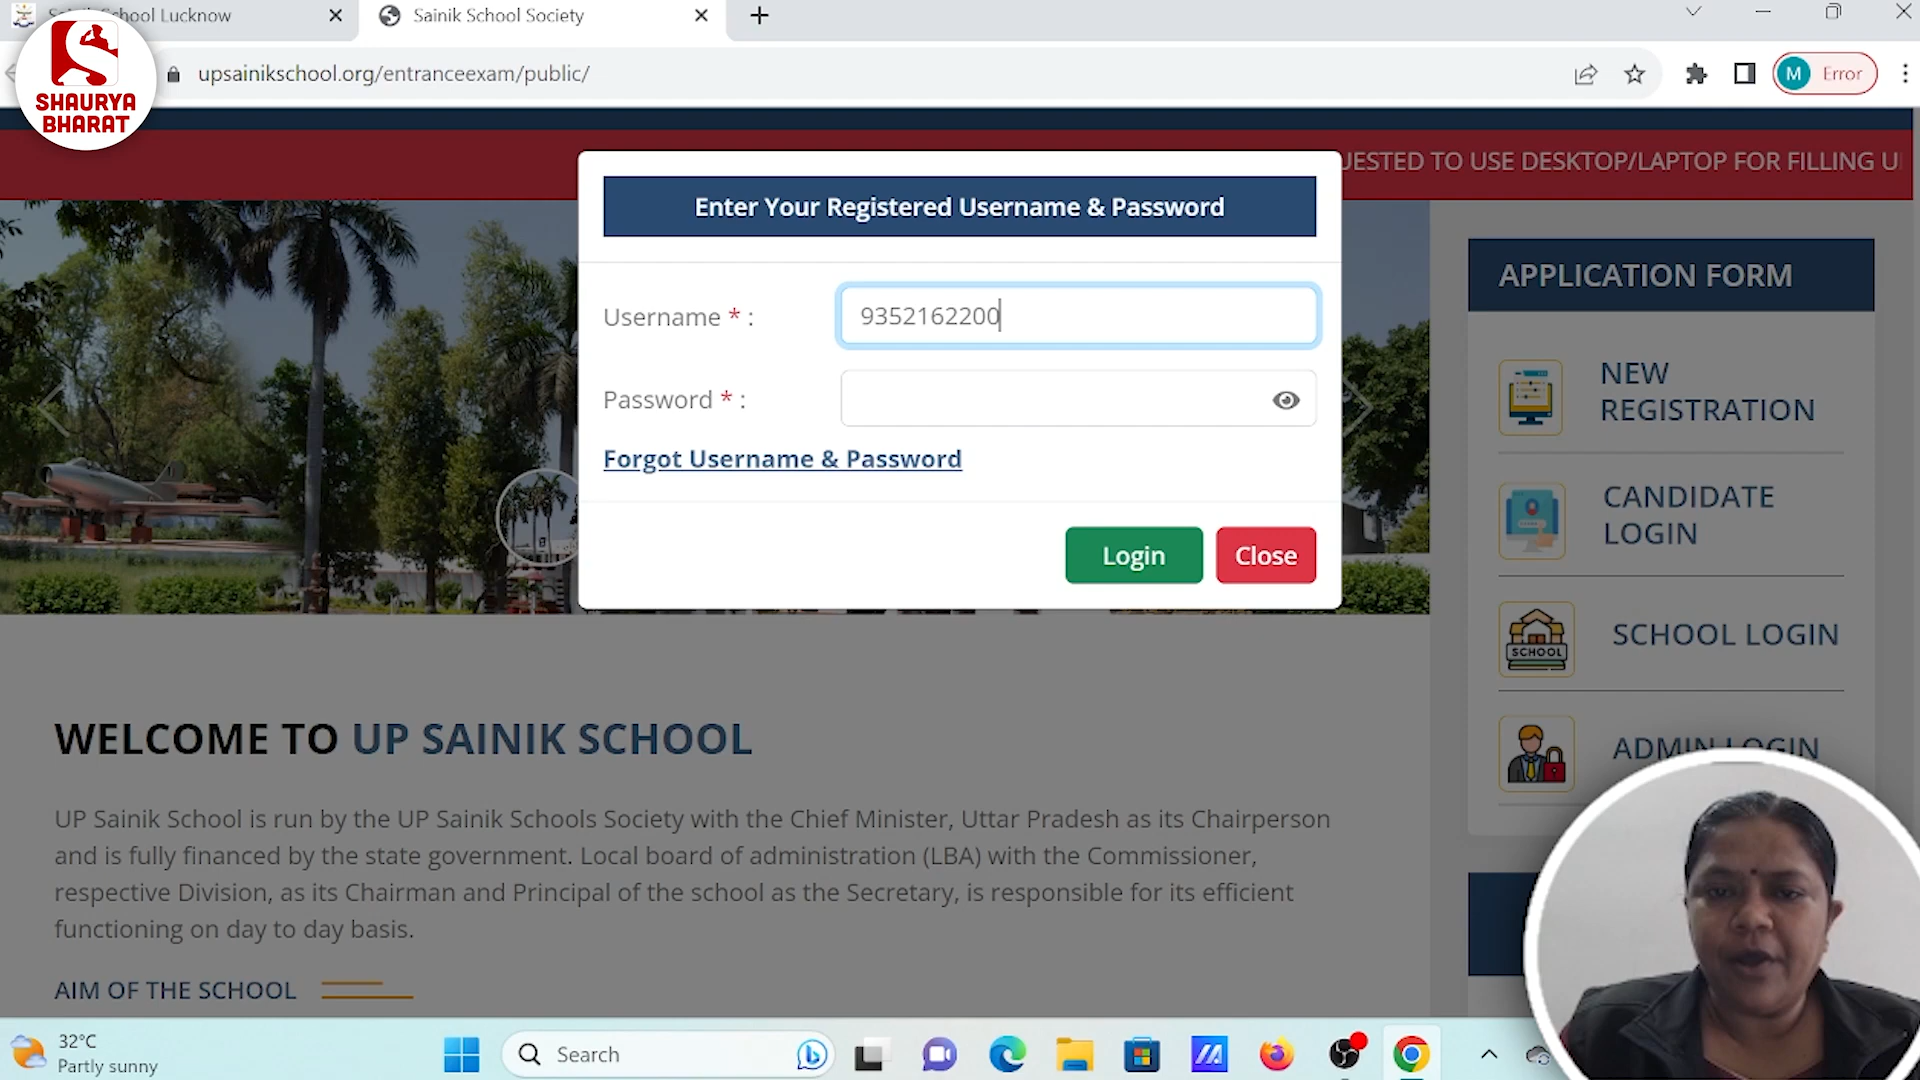 Sainik School Lucknow
Sainik School Society
upsainikschool.org/entranceexam/public/
M Error
SHAURYA
BHARAT
UESTED TO USE DESKTOP/LAPTOP FOR FILLING U
Enter Your Registered Username & Password
Username * :
9352162200
Password * :
Forgot Username & Password
Login
Close
APPLICATION FORM
NEW
REGISTRATION
CANDIDATE
LOGIN
SCHOOL
SCHOOL LOGIN
ADMIN LOGIN
WELCOME TO UP SAINIK SCHOOL
UP Sainik School is run by the UP Sainik Schools Society with the Chief Minister, Uttar Pradesh as its Chairperson
and is fully financed by the state government. Local board of administration (LBA) with the Commissioner,
respective Division, as its Chairman and Principal of the school as the Secretary, is responsible for its efficient
functioning on day to day basis.
AIM OF THE SCHOOL
32°C
Partly sunny
Search